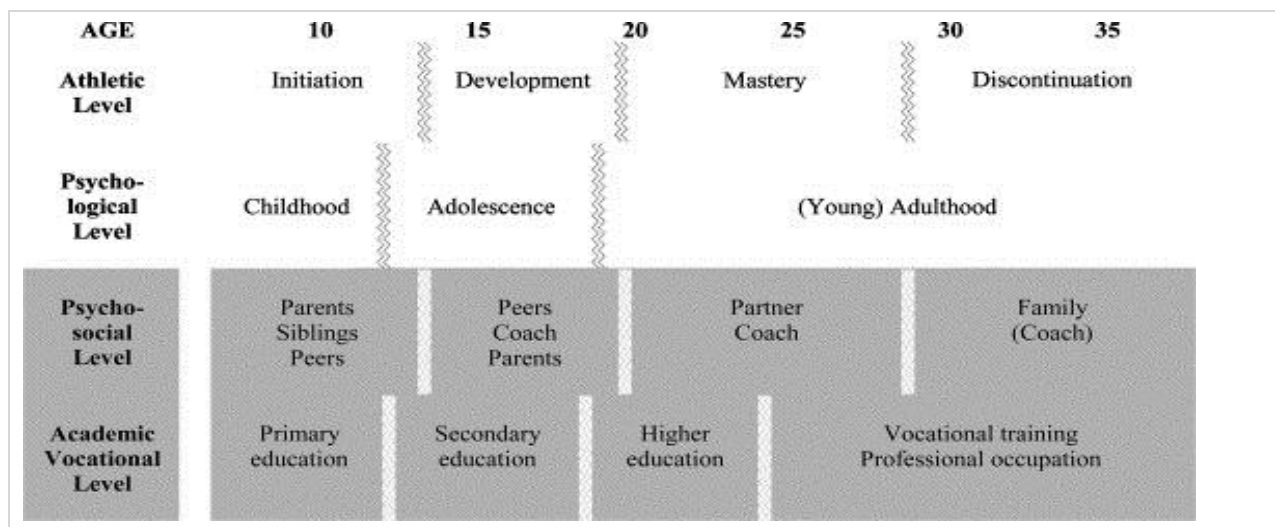 AGE 10 15 20 25 30 35
Athletic Level Initiation Development Mastery Discontinuation
Psycho-
logical
Level Childhood Adolescence (Young) Adulthood
Psycho-
social
Level
Parents
Siblings
Peers
Peers
Coach
Parents
Partner
Coach
Family
(Coach)
Academic
Vocational
Level
Primary
education
Secondary
education
Higher
education
Vocational training
Professional occupation